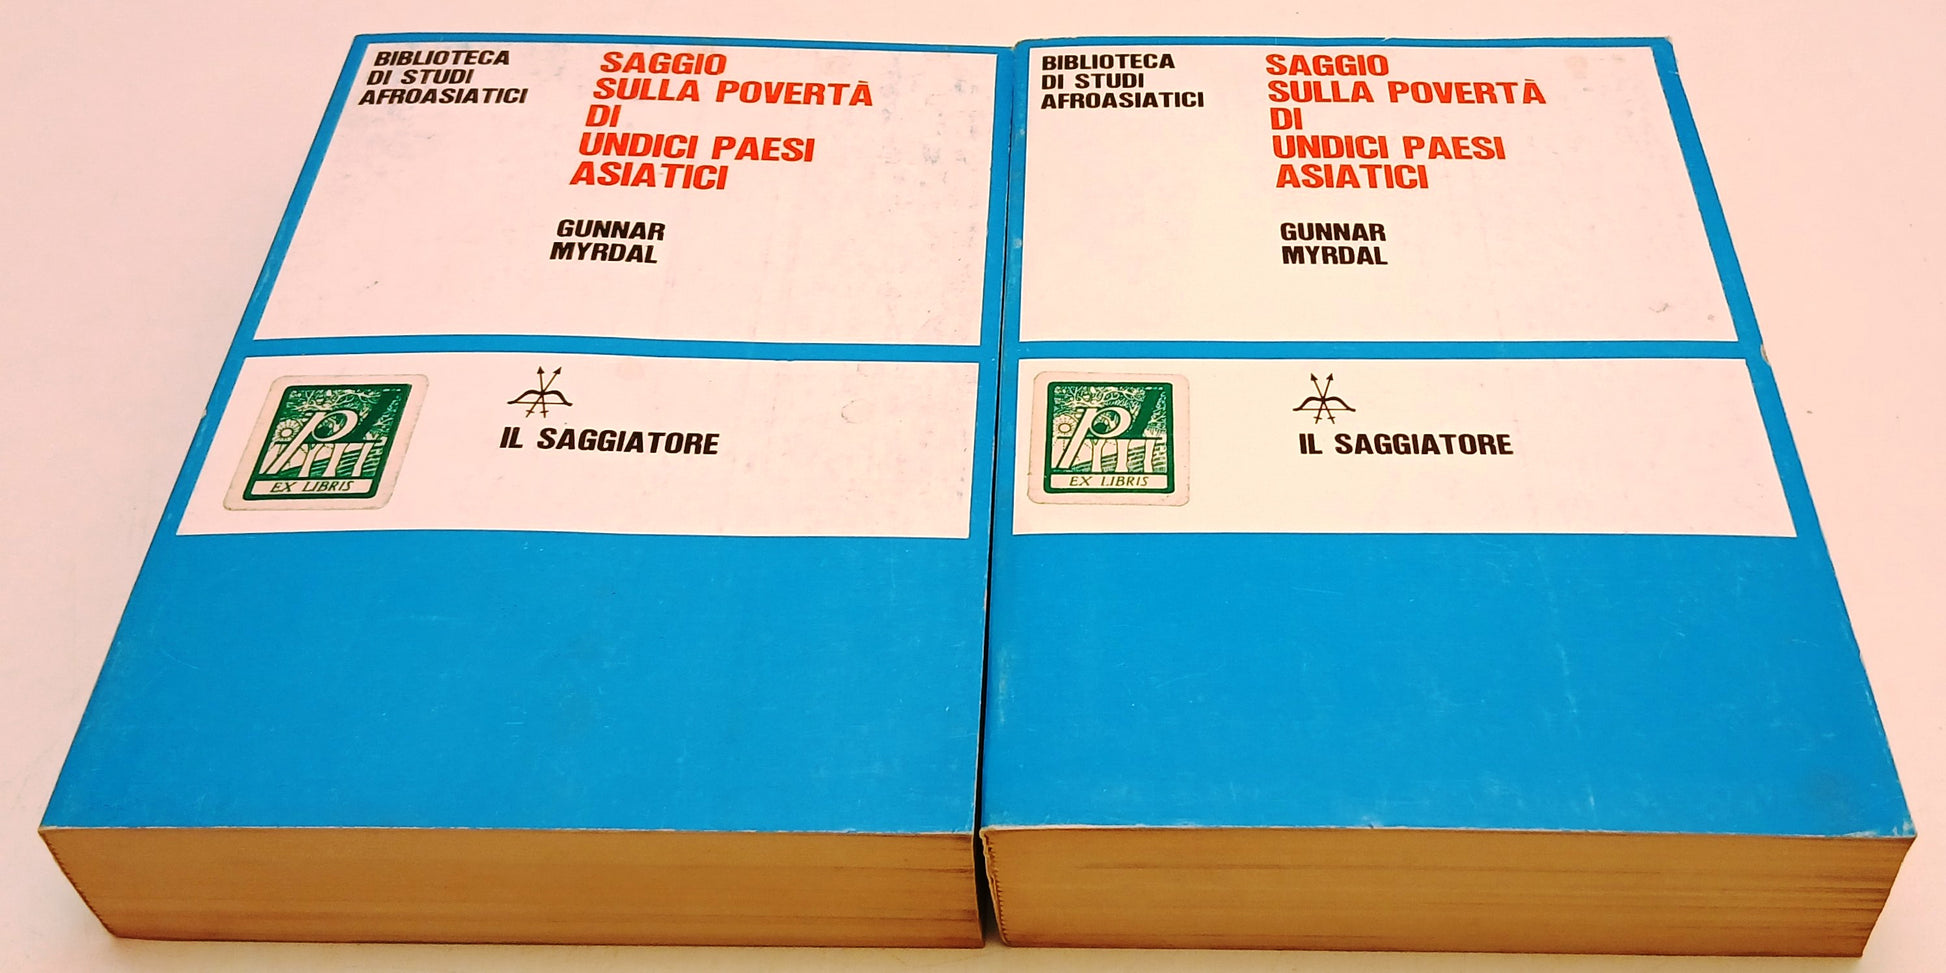 BIBLIOTECA
DI STUDI
AFROASIATICI
SAGGIO
SULLA POVERTÀ
DI
UNDICI PAESI
ASIATICI
GUNNAR
MYRDAL
EX LIBRIS
IL SAGGIATORE
BIBLIOTECA
DI STUDI
AFROASIATICI
SAGGIO
SULLA POVERTÀ
DI
UNDICI PAESI
ASIATICI
GUNNAR
MYRDAL
EX LIBRIS
IL SAGGIATORE